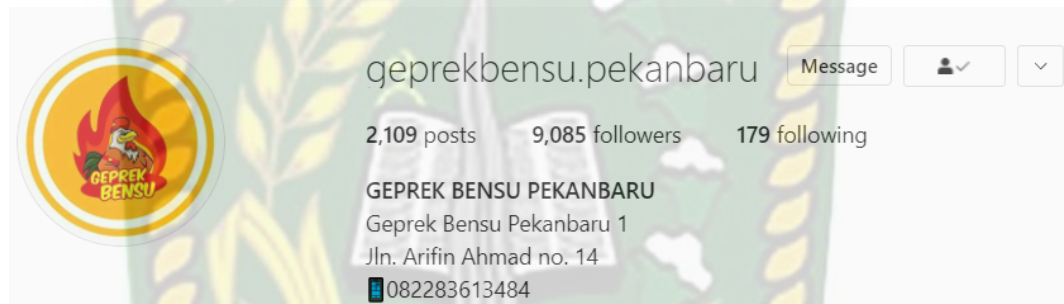 GEPREK
BENSU
geprekbensu.pekanbaru Message
2,109 posts 9,085 followers 179 following
GEPREK BENSU PEKANBARU
Geprek Bensu Pekanbaru 1
Jln. Arifin Ahmad no. 14
082283613484